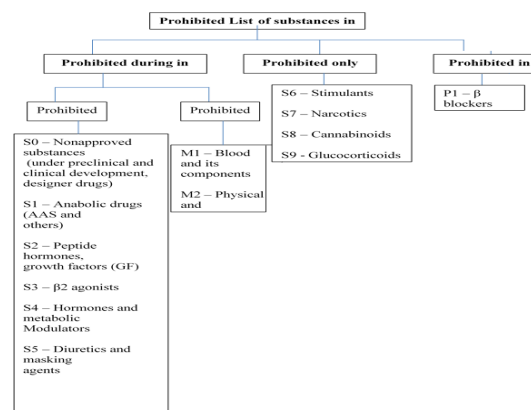 Prohibited List of substances in
Prohibited during in
Prohibited only
Prohibited in
Prohibited
Prohibited
S0 – Nonapproved
substances
(under preclinical and
clinical development,
designer drugs)
S1 – Anabolic drugs
(AAS and
others)
S2 – Peptide
hormones,
growth factors (GF)
S3 – β2 agonists
S4 – Hormones and
metabolic
Modulators
S5 – Diuretics and
masking
agents
M1 – Blood
and its
components
M2 – Physical
and
S6 – Stimulants
S7 – Narcotics
S8 – Cannabinoids
S9 - Glucocorticoids
P1 – β
blockers